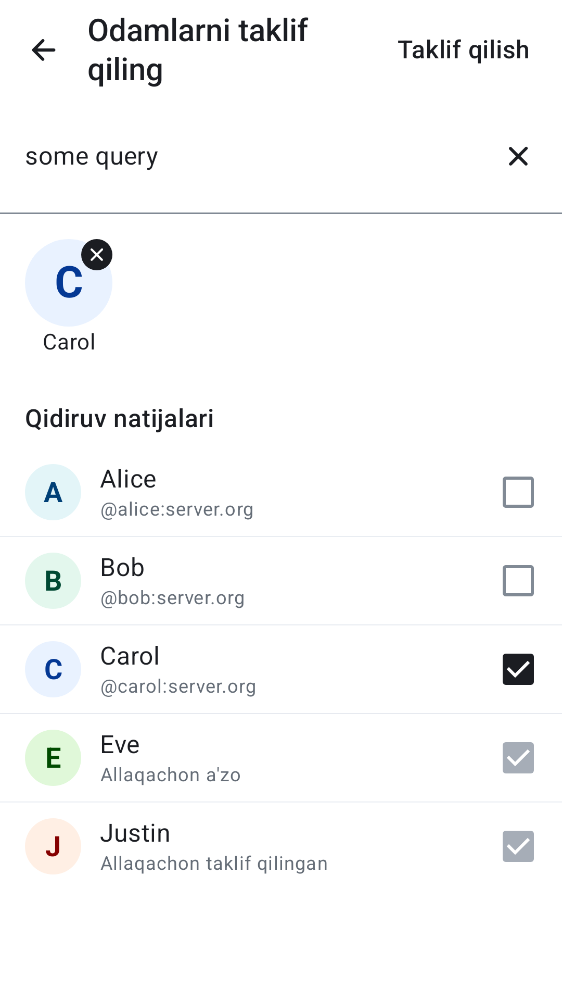 Odamlarni taklif
qiling
Taklif qilish
some query
C
Carol
Qidiruv natijalari
A
Alice
@alice:server.org
B
Bob
@bob:server.org
C
Carol
@carol:server.org
E
Eve
Allaqachon a'zo
J
Justin
Allaqachon taklif qilingan